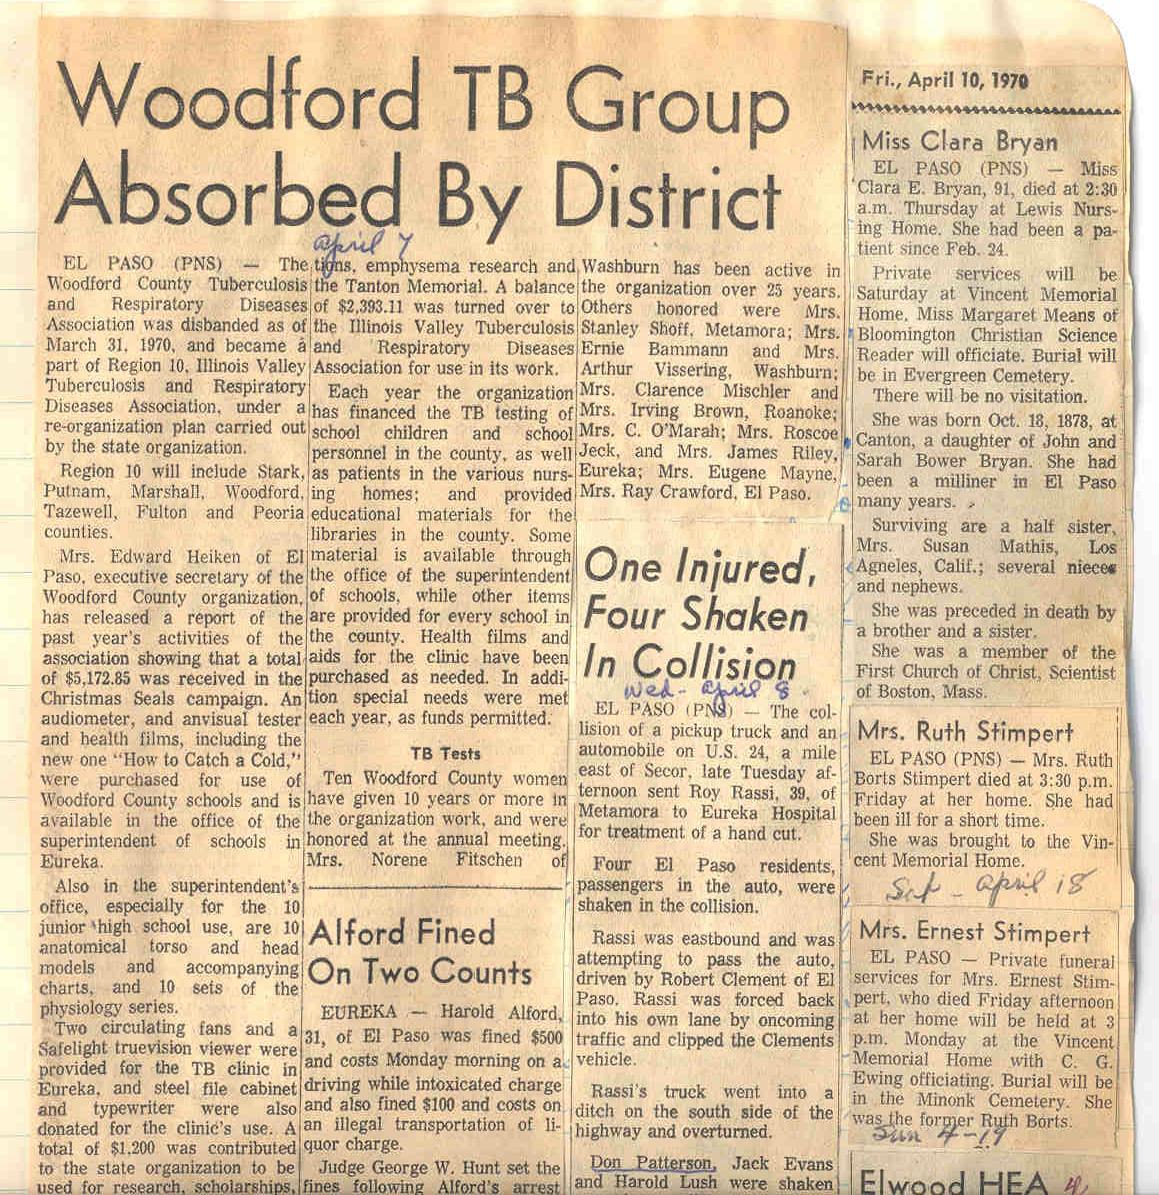 Woodford TB Group
Absorbed By District
April 7
EL PASO (PNS) — The
Woodford County Tuberculosis
and Respiratory Diseases
Association was disbanded as of
March 31, 1970, and became a
part of Region 10, Illinois Valley
Tuberculosis and Respiratory
Diseases Association, under a
re-organization plan carried out
by the state organization.
Region 10 will include Stark,
Putnam, Marshall, Woodford,
Tazewell, Fulton and Peoria
counties.
Mrs. Edward Heiken of El
Paso, executive secretary of the
Woodford County organization,
has released a report of the
past year's activities of the
association showing that a total
of $5,172.85 was received in the
Christmas Seals campaign. An
audiometer, and anvisual tester
and health films, including the
new one "How to Catch a Cold,"
were purchased for use of
Woodford County schools and is
available in the office of the
superintendent of schools in
Eureka.
Also in the superintendent's
office, especially for the 10
junior high school use, are 10
anatomical torso and head
models and accompanying
charts, and 10 sets of the
physiology series.
Two circulating fans and a
Safelight truevision viewer were
provided for the TB clinic in
Eureka, and steel file cabinet
and typewriter were also
donated for the clinic's use. A
total of $1,200 was contributed
to the state organization to be
used for research, scholarships,
tions, emphysema research and
the Tanton Memorial. A balance
of $2,393.11 was turned over to
the Illinois Valley Tuberculosis
and Respiratory Diseases
Association for use in its work.
Each year the organization
has financed the TB testing of
school children and school
personnel in the county, as well
as patients in the various nurs-
ing homes; and provided
educational materials for the
libraries in the county. Some
material is available through
the office of the superintendent
of schools, while other items
are provided for every school in
the county. Health films and
aids for the clinic have been
purchased as needed. In addi-
tion special needs were met
each year, as funds permitted.
TB Tests
Ten Woodford County women
have given 10 years or more in
the organization work, and were
honored at the annual meeting.
Mrs. Norene Fitschen of
Washburn has been active in
the organization over 25 years.
Others honored were Mrs.
Stanley Shoff, Metamora; Mrs.
Ernie Bammann and Mrs.
Arthur Vissering, Washburn;
Mrs. Clarence Mischler and
Mrs. Irving Brown, Roanoke;
Mrs. C. O'Marah; Mrs. Roscoe
Jeck, and Mrs. James Riley,
Eureka; Mrs. Eugene Mayne,
Mrs. Ray Crawford, El Paso.
Alford Fined
On Two Counts
EUREKA — Harold Alford,
31, of El Paso was fined $500
and costs Monday morning on a
driving while intoxicated charge
and also fined $100 and costs on
an illegal transportation of li-
quor charge.
Judge George W. Hunt set the
fines following Alford's arrest
One Injured,
Four Shaken
In Collision
Wed- April 8
EL PASO (PNS) — The col-
lision of a pickup truck and an
automobile on U.S. 24, a mile
east of Secor, late Tuesday af-
ternoon sent Roy Rassi, 39, of
Metamora to Eureka Hospital
for treatment of a hand cut.
Four El Paso residents,
passengers in the auto, were
shaken in the collision.
Rassi was eastbound and was
attempting to pass the auto,
driven by Robert Clement of El
Paso. Rassi was forced back
into his own lane by oncoming
traffic and clipped the Clements
vehicle.
Rassi's truck went into a
ditch on the south side of the
highway and overturned.
Don Patterson, Jack Evans
and Harold Lush were shaken
Fri., April 10, 1970
Miss Clara Bryan
EL PASO (PNS) — Miss
Clara E. Bryan, 91, died at 2:30
a.m. Thursday at Lewis Nurs-
ing Home. She had been a pa-
tient since Feb. 24.
Private services will be
Saturday at Vincent Memorial
Home, Miss Margaret Means of
Bloomington Christian Science
Reader will officiate. Burial will
be in Evergreen Cemetery.
There will be no visitation.
She was born Oct. 18, 1878, at
Canton, a daughter of John and
Sarah Bower Bryan. She had
been a milliner in El Paso
many years.
Surviving are a half sister,
Mrs. Susan Mathis, Los
Agneles, Calif.; several nieces
and nephews.
She was preceded in death by
a brother and a sister.
She was a member of the
First Church of Christ, Scientist
of Boston, Mass.
Mrs. Ruth Stimpert
EL PASO (PNS) — Mrs. Ruth
Borts Stimpert died at 3:30 p.m.
Friday at her home. She had
been ill for a short time.
She was brought to the Vin-
cent Memorial Home.
Sat - April 18
Mrs. Ernest Stimpert
EL PASO — Private funeral
services for Mrs. Ernest Stim-
pert, who died Friday afternoon
at her home will be held at 3
p.m. Monday at the Vincent
Memorial Home with C. G.
Ewing officiating. Burial will be
in the Minonk Cemetery. She
was the former Ruth Borts.
Sun 4-19
Elwood HEA